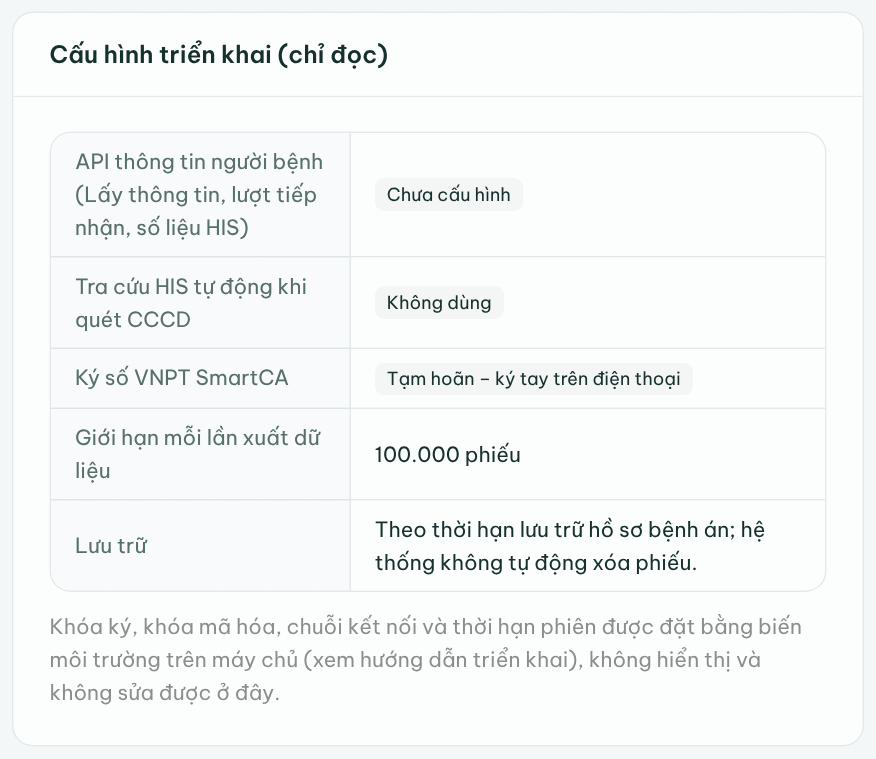 Cấu hình triển khai (chỉ đọc)
API thông tin người bệnh
(Lấy thông tin, lượt tiếp
nhận, số liệu HIS)
Chưa cấu hình
Tra cứu HIS tự động khi
quét CCCD
Không dùng
Ký số VNPT SmartCA
Tạm hoãn – ký tay trên điện thoại
Giới hạn mỗi lần xuất dữ
liệu
100.000 phiếu
Lưu trữ
Theo thời hạn lưu trữ hồ sơ bệnh án; hệ
thống không tự động xóa phiếu.
Khóa ký, khóa mã hóa, chuỗi kết nối và thời hạn phiên được đặt bằng biến
môi trường trên máy chủ (xem hướng dẫn triển khai), không hiển thị và
không sửa được ở đây.